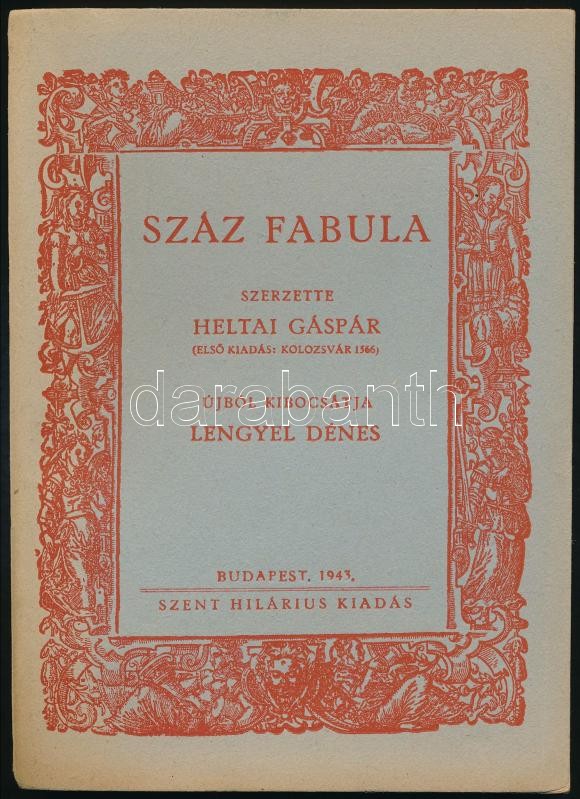 SZÁZ FABULA
SZERZETTE
HELTAI GÁSPÁR
(ELSŐ KIADÁS: KOLOZSVÁR 1566)
darabanth
ÚJBÓL KIBOCSÁTJA
LENGYEL DÉNES
BUDAPEST, 1943.
SZENT HILÁRIUS KIADÁS